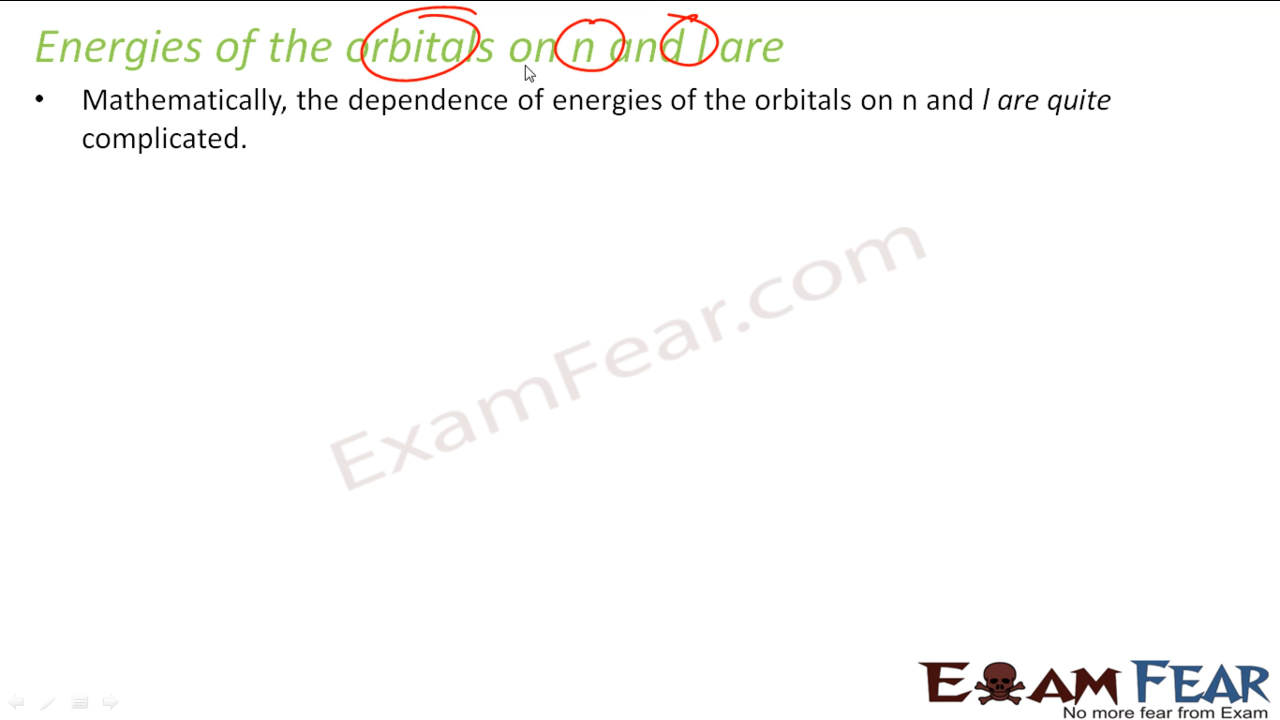 Energies of the orbitals on n and l are
• Mathematically, the dependence of energies of the orbitals on n and l are quite
complicated.
ExamFear.com
EXAM FEAR
No more fear from Exam